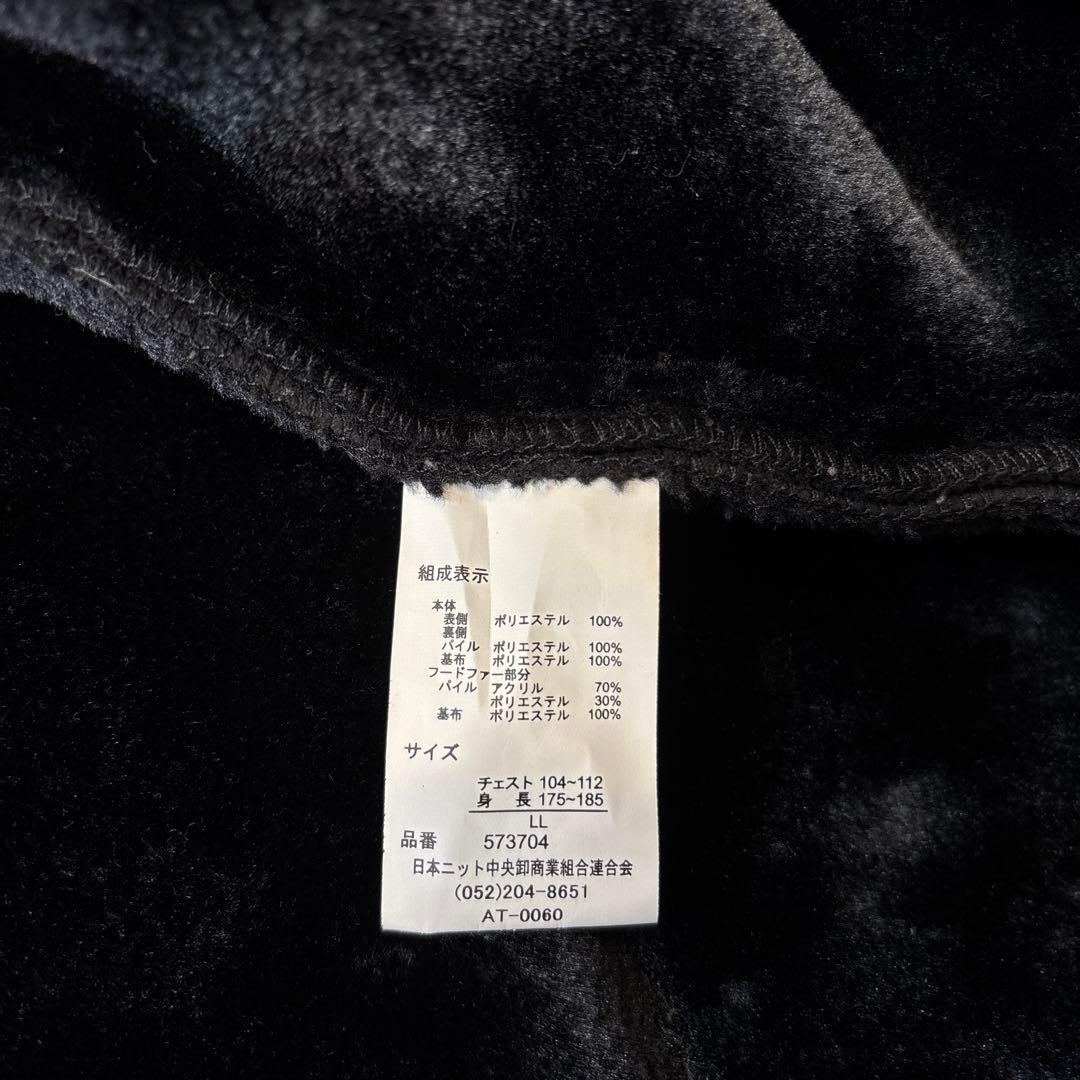 組成表示
本体
表側 ポリエステル 100%
裏側
パイル ポリエステル 100%
基布 ポリエステル 100%
フードファー部分
パイル アクリル 70%
ポリエステル 30%
基布 ポリエステル 100%
サイズ
チェスト 104~112
身 長 175~185
LL
品番 573704
日本ニット中央卸商業組合連合会
(052)204-8651
AT-0060